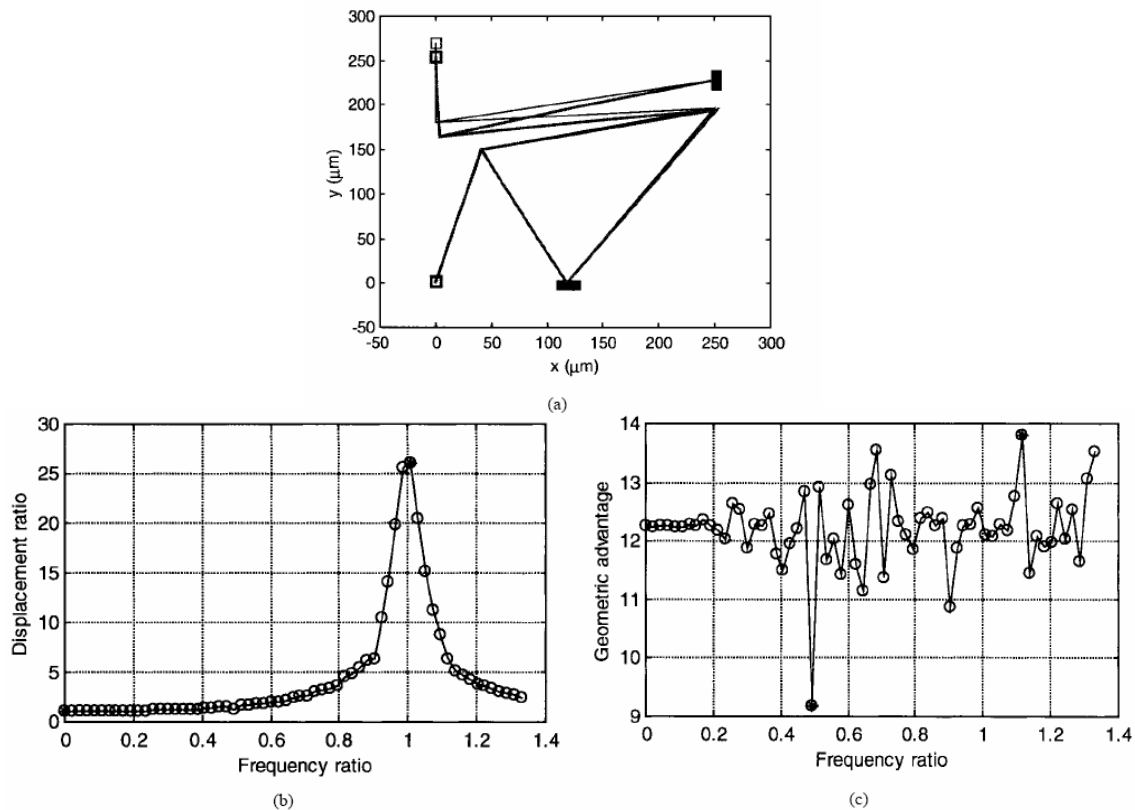 300
250
200
150
100
50
0
-50
y (μm)
-50 0 50 100 150 200 250 300
x (μm)
(a)
30
25
20
15
10
5
0
Displacement ratio
0 0.2 0.4 0.6 0.8 1 1.2 1.4
Frequency ratio
(b)
14
13
12
11
10
9
Geometric advantage
0 0.2 0.4 0.6 0.8 1 1.2 1.4
Frequency ratio
(c)